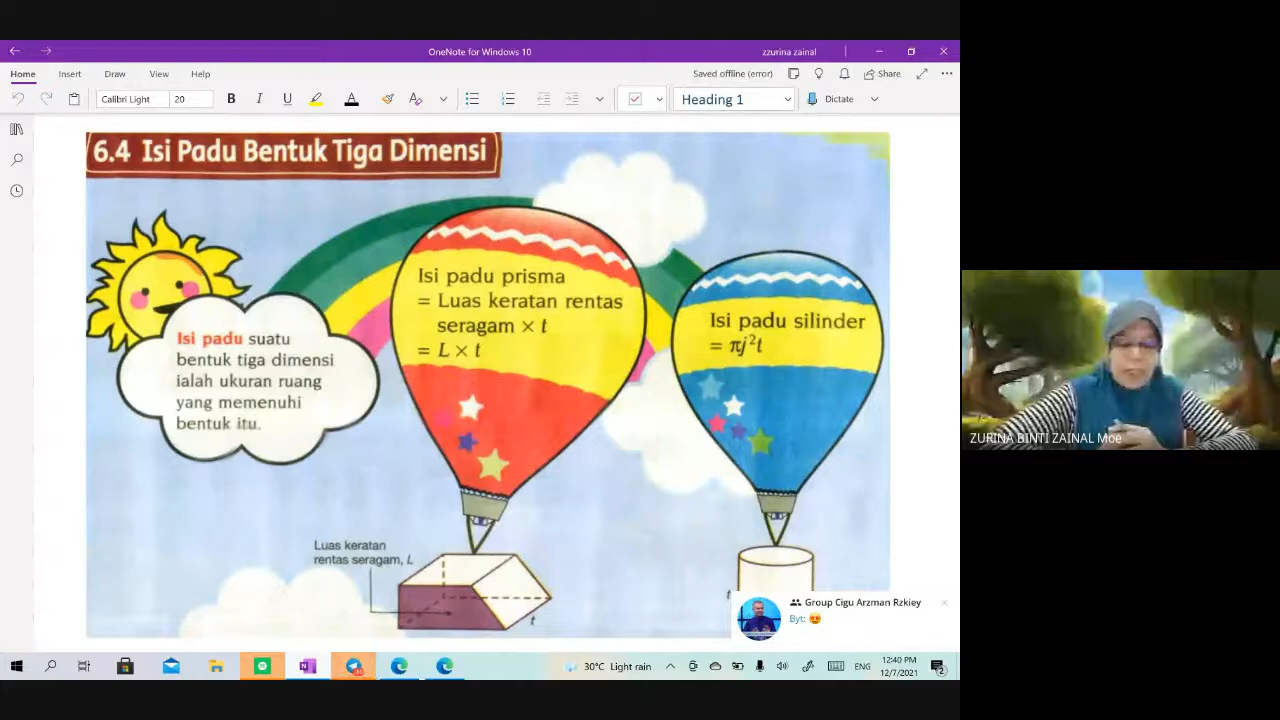 OneNote for Windows 10
zzurina zainal
Home Insert Draw View Help
Saved offline (error)
Share
Calibri Light 20 B I U A
Heading 1
Dictate
6.4 Isi Padu Bentuk Tiga Dimensi
Isi padu suatu
bentuk tiga dimensi
ialah ukuran ruang
yang memenuhi
bentuk itu.
Isi padu prisma
= Luas keratan rentas
seragam × t
= L × t
Isi padu silinder
= πj²t
Luas keratan
rentas seragam, L
t
ZURINA BINTI ZAINAL Moe
Group Cigu Arzman Rzkiey
Byt: 😍
30°C Light rain
ENG
12:40 PM
12/7/2021
2